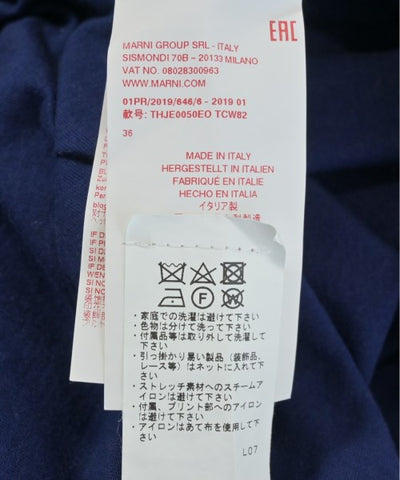 EAC
MARNI GROUP SRL - ITALY
SISMONDI 70B - 20133 MILANO
VAT NO. 08028300963
WWW.MARNI.COM
01PR/2019/646/6 - 2019 01
款号: THJE0050EO TCW82
36
MADE IN ITALY
HERGESTELLT IN ITALIEN
FABRIQUÉ EN ITALIE
HECHO EN ITALIA
イタリア製
F
・家庭での洗濯は避けて下さい
・色物は分けて洗って下さい
・付属品等は取り外して洗濯して
下さい
・引っ掛かり易い製品(装飾品、
レース等)はネットに入れて下
さい
・ストレッチ素材へのスチームア
イロンは避けて下さい
・付属、プリント部へのアイロン
は避けて下さい
・アイロンはあて布を使用して下
さい
L07